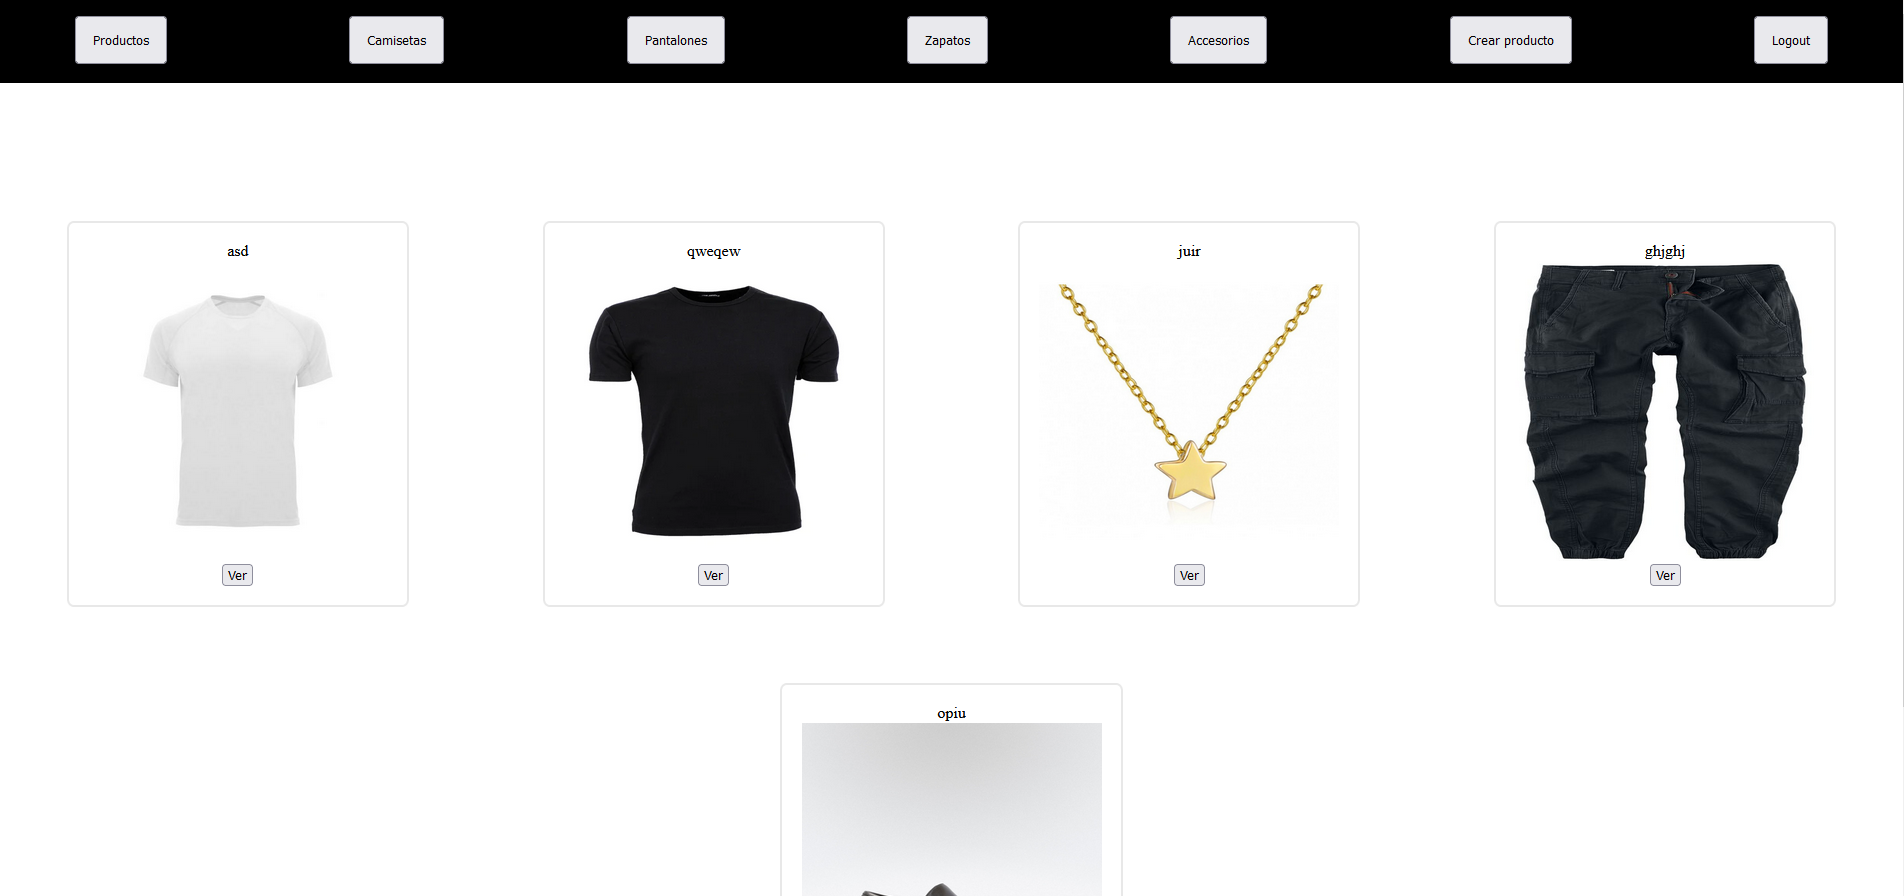 Productos
Camisetas
Pantalones
Zapatos
Accesorios
Crear producto
Logout
asd
qweqew
juir
ghjghj
Ver
Ver
Ver
Ver
opiu